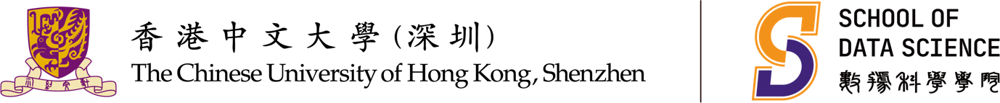 香港中文大學(深圳)
The Chinese University of Hong Kong, Shenzhen
SCHOOL OF
DATA SCIENCE
數據科學學院